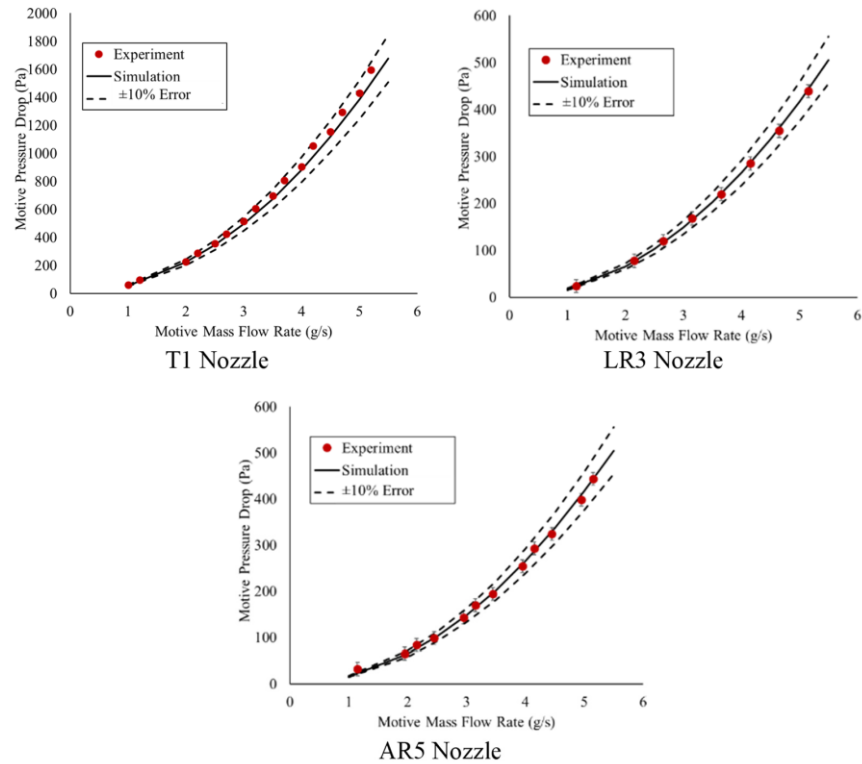 2000
1800
1600
1400
1200
1000
800
600
400
200
0
Motive Pressure Drop (Pa)
Experiment
Simulation
±10% Error
0 1 2 3 4 5 6
Motive Mass Flow Rate (g/s)
T1 Nozzle
600
500
400
300
200
100
0
Motive Pressure Drop (Pa)
Experiment
Simulation
±10% Error
0 1 2 3 4 5 6
Motive Mass Flow Rate (g/s)
LR3 Nozzle
600
500
400
300
200
100
0
Motive Pressure Drop (Pa)
Experiment
Simulation
±10% Error
0 1 2 3 4 5 6
Motive Mass Flow Rate (g/s)
AR5 Nozzle